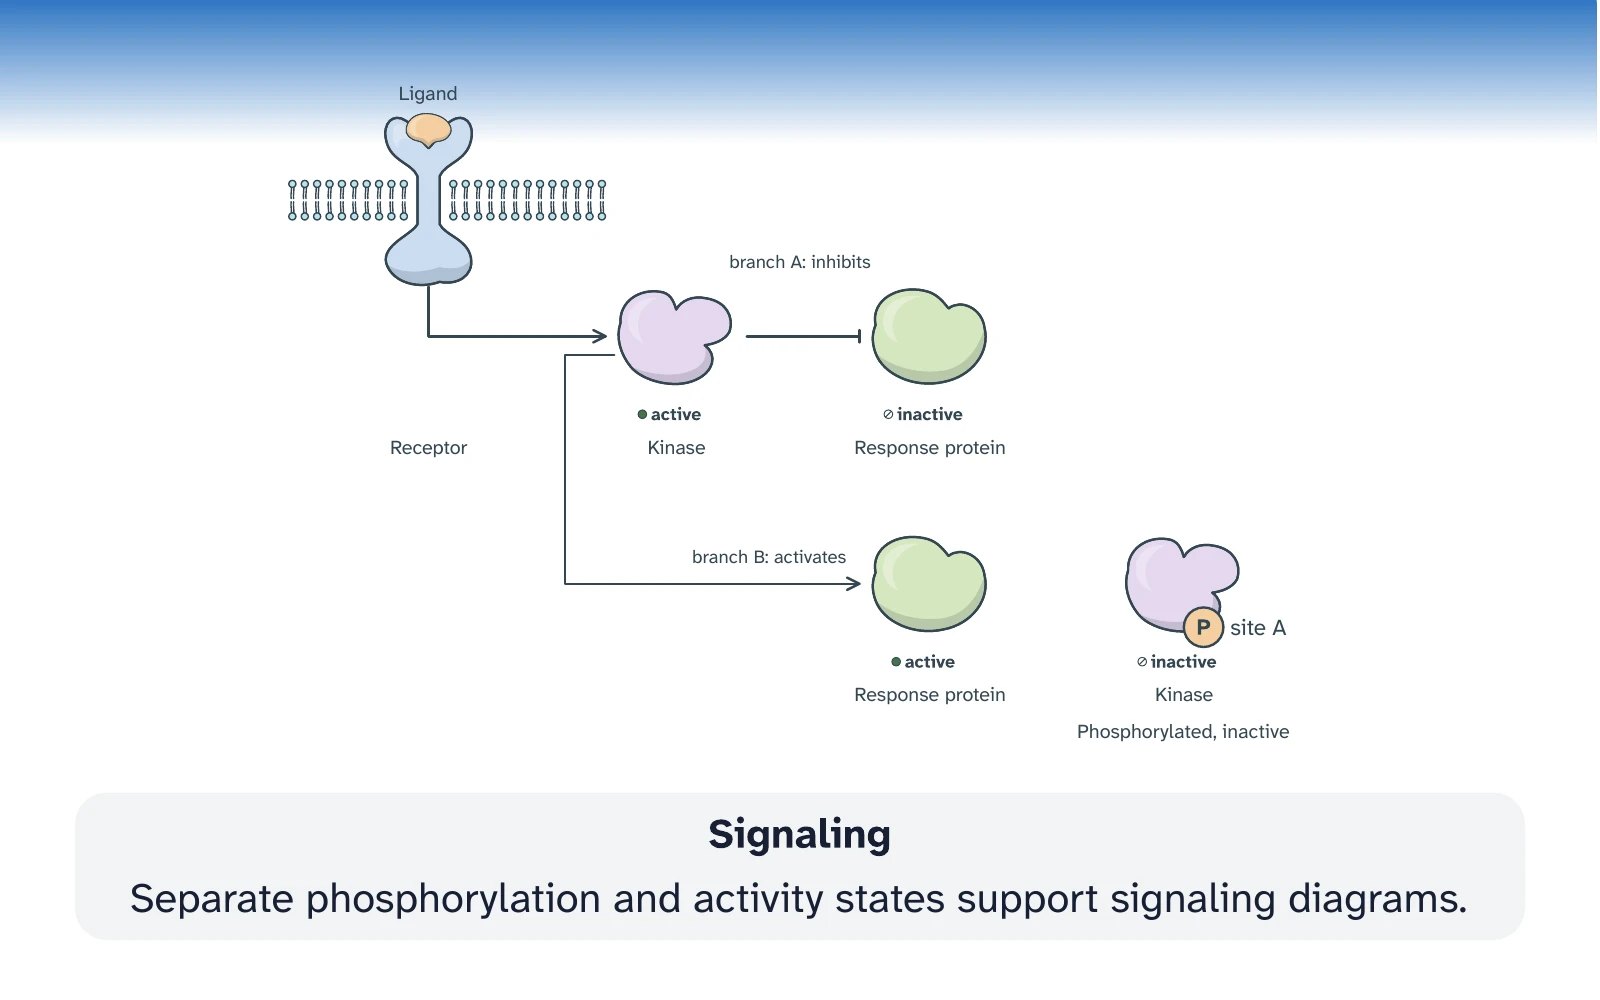 Ligand
branch A: inhibits
active
inactive
Receptor
Kinase
Response protein
branch B: activates
P
site A
active
inactive
Response protein
Kinase
Phosphorylated, inactive
Signaling
Separate phosphorylation and activity states support signaling diagrams.